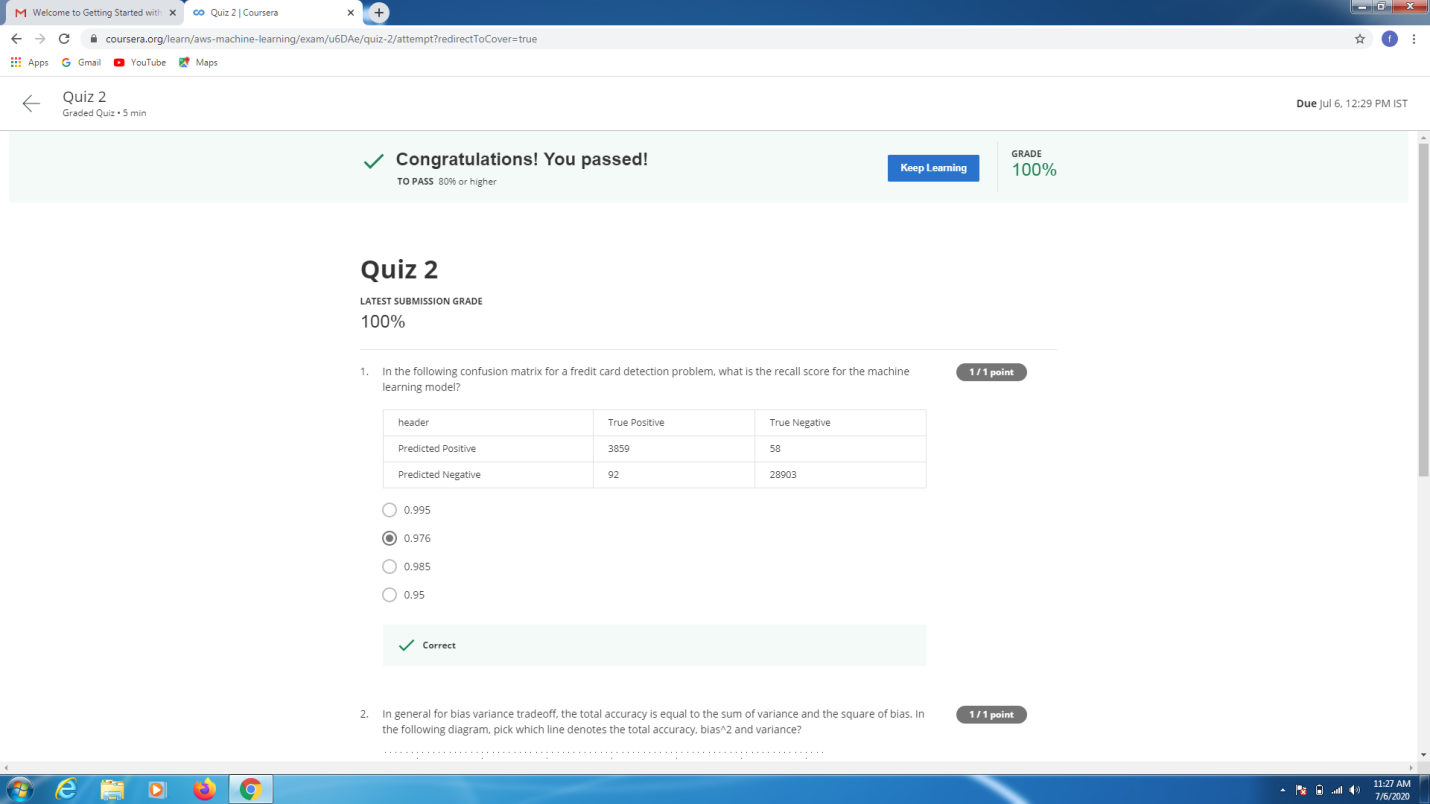 Welcome to Getting Started with
Quiz 2 | Coursera
coursera.org/learn/aws-machine-learning/exam/u6DAe/quiz-2/attempt?redirectToCover=true
f
Apps Gmail YouTube Maps
Quiz 2
Graded Quiz • 5 min
Due Jul 6, 12:29 PM IST
Congratulations! You passed!
TO PASS 80% or higher
Keep Learning
GRADE
100%
Quiz 2
LATEST SUBMISSION GRADE
100%
1. In the following confusion matrix for a fredit card detection problem, what is the recall score for the machine
learning model?
1 / 1 point
header True Positive True Negative
Predicted Positive 3859 58
Predicted Negative 92 28903
0.995
0.976
0.985
0.95
Correct
2. In general for bias variance tradeoff, the total accuracy is equal to the sum of variance and the square of bias. In
the following diagram, pick which line denotes the total accuracy, bias^2 and variance?
1 / 1 point
11:27 AM
7/6/2020